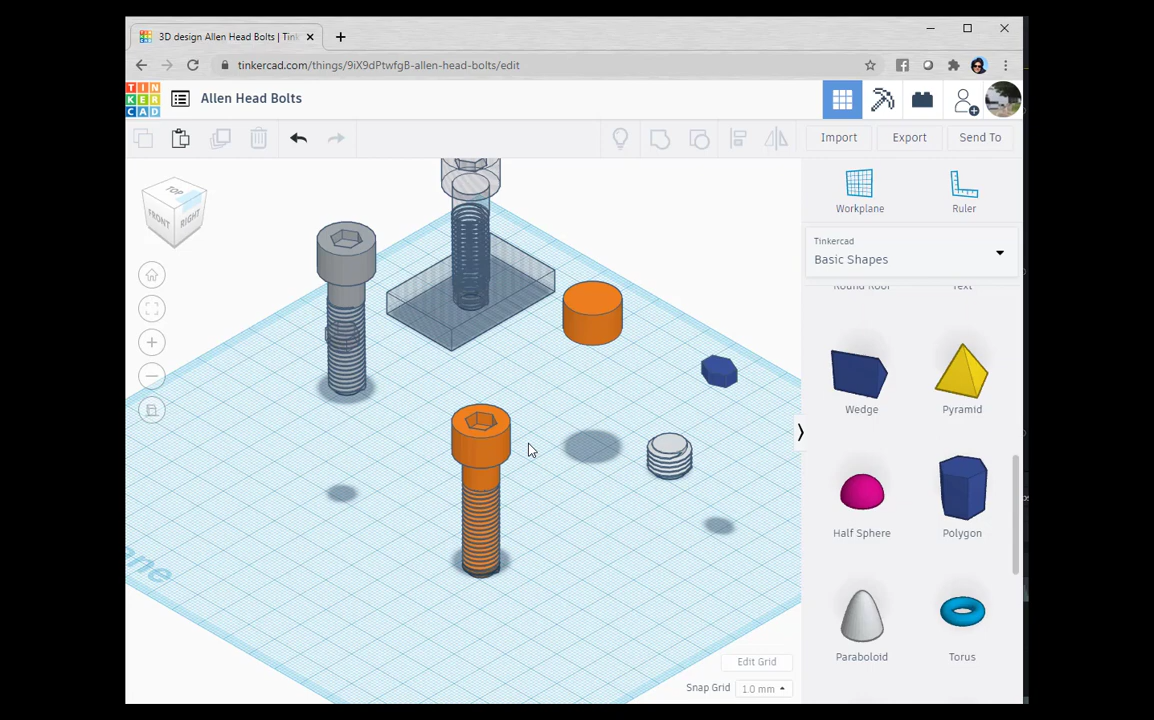 3D design Allen Head Bolts | Tink
tinkercad.com/things/9iX9dPtwfgB-allen-head-bolts/edit
TIN
KER
CAD
Allen Head Bolts
Import
Export
Send To
TOP
FRONT
RIGHT
Workplane
Ruler
Tinkercad
Basic Shapes
Round Roof
Text
Wedge
Pyramid
Half Sphere
Polygon
Paraboloid
Torus
Edit Grid
Snap Grid
1.0 mm